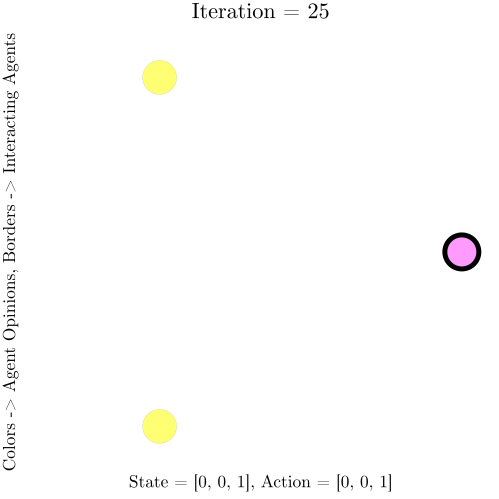 Iteration = 25
Colors -> Agent Opinions, Borders -> Interacting Agents
State = [0, 0, 1], Action = [0, 0, 1]